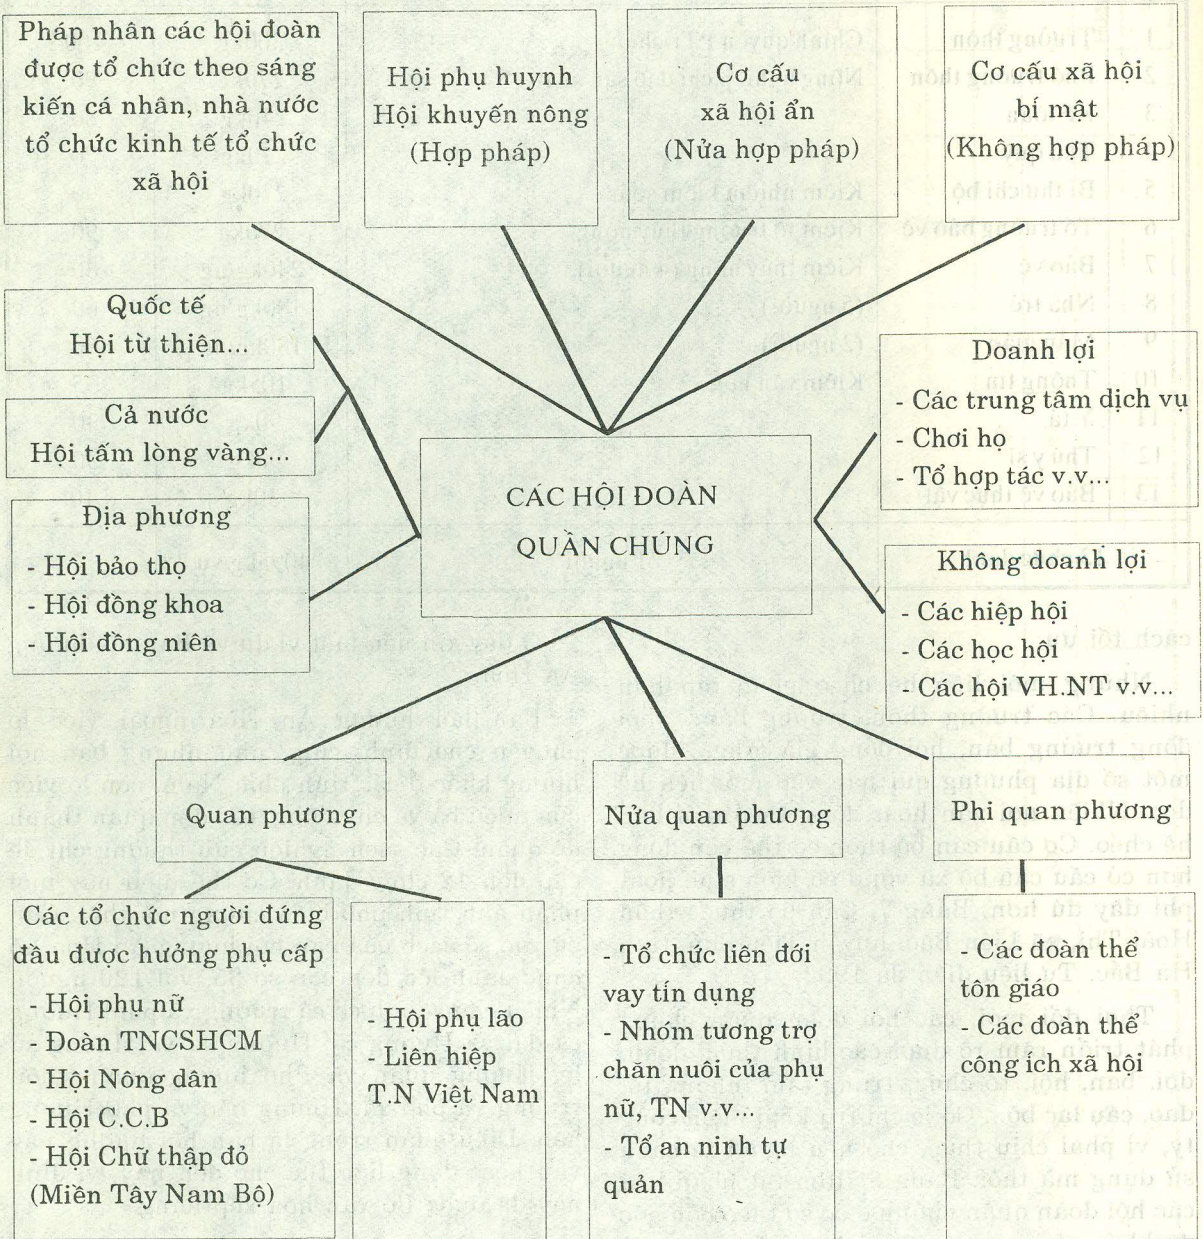 Pháp nhân các hội đoàn
được tổ chức theo sáng
kiến cá nhân, nhà nước
tổ chức kinh tế tổ chức
xã hội
Hội phụ huynh
Hội khuyến nông
(Hợp pháp)
Cơ cấu
xã hội ẩn
(Nửa hợp pháp)
Cơ cấu xã hội
bí mật
(Không hợp pháp)
Quốc tế
Hội từ thiện...
Cả nước
Hội tấm lòng vàng...
Địa phương
- Hội bảo thọ
- Hội đồng khoa
- Hội đồng niên
CÁC HỘI ĐOÀN
QUẦN CHÚNG
Doanh lợi
- Các trung tâm dịch vụ
- Chơi họ
- Tổ hợp tác v.v...
Không doanh lợi
- Các hiệp hội
- Các học hội
- Các hội VH.NT v.v...
Quan phương
Nửa quan phương
Phi quan phương
Các tổ chức người đứng
đầu được hưởng phụ cấp
- Hội phụ nữ
- Đoàn TNCSHCM
- Hội Nông dân
- Hội C.C.B
- Hội Chữ thập đỏ
(Miền Tây Nam Bộ)
- Hội phụ lão
- Liên hiệp
T.N Việt Nam
- Tổ chức liên dới
vay tín dụng
- Nhóm tương trợ
chăn nuôi của phụ
nữ, TN v.v...
- Tổ an ninh tự
quản
- Các đoàn thể
tôn giáo
- Các đoàn thể
công ích xã hội